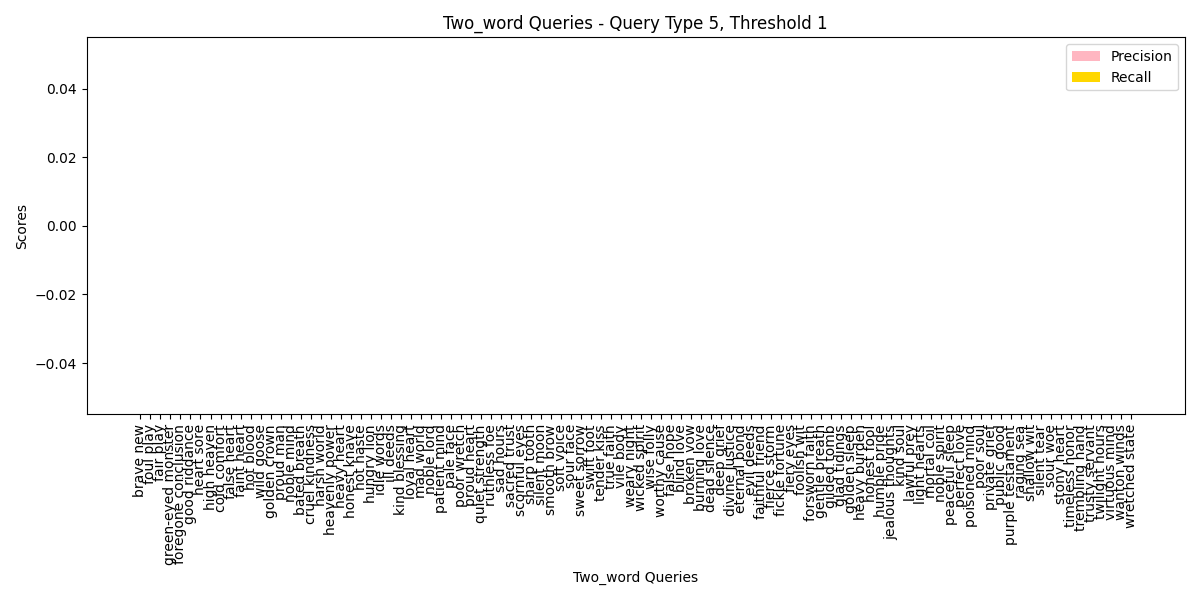 Two_word Queries - Query Type 5, Threshold 1
Precision
Recall
Scores
0.04
0.02
0.00
−0.02
−0.04
brave new
foul play
fair play
green-eyed monster
foregone conclusion
good riddance
heart sore
high heaven
cold comfort
false heart
faint heart
hot blood
wild goose
golden crown
proud man
noble mind
bated breath
cruel kindness
harsh world
heavenly power
heavy heart
honest knave
hot haste
hungry lion
idle words
ill deeds
kind blessing
loyal heart
mad world
noble lord
patient mind
pale face
poor wretch
proud heart
quiet strength
ruthless foe
sad hours
sacred trust
scornful eyes
sharp tooth
silent moon
smooth brow
soft voice
sour face
sweet sorrow
swift foot
tender kiss
true faith
vile body
weary night
wicked spirit
wise folly
worthy cause
false hope
blind love
broken vow
burning love
dead silence
deep grief
divine justice
eternal bond
evil deeds
faithful friend
fierce storm
fickle fortune
fiery eyes
foolish wit
forsworn faith
gentle breath
gilded tomb
glad tidings
golden sleep
heavy burden
honest
humble pride
jealous thoughts
kind soul
lawful prey
light hearts
mortal coil
noble spirit
peaceful sleep
perfect love
poisoned mind
poor soul
private grief
public good
purple testament
raging sea
shallow wit
silent tear
sour word
stony heart
timeless honor
trembling hand
trusty servant
twilight hours
virtuous mind
wanton winds
wretched state
Two_word Queries